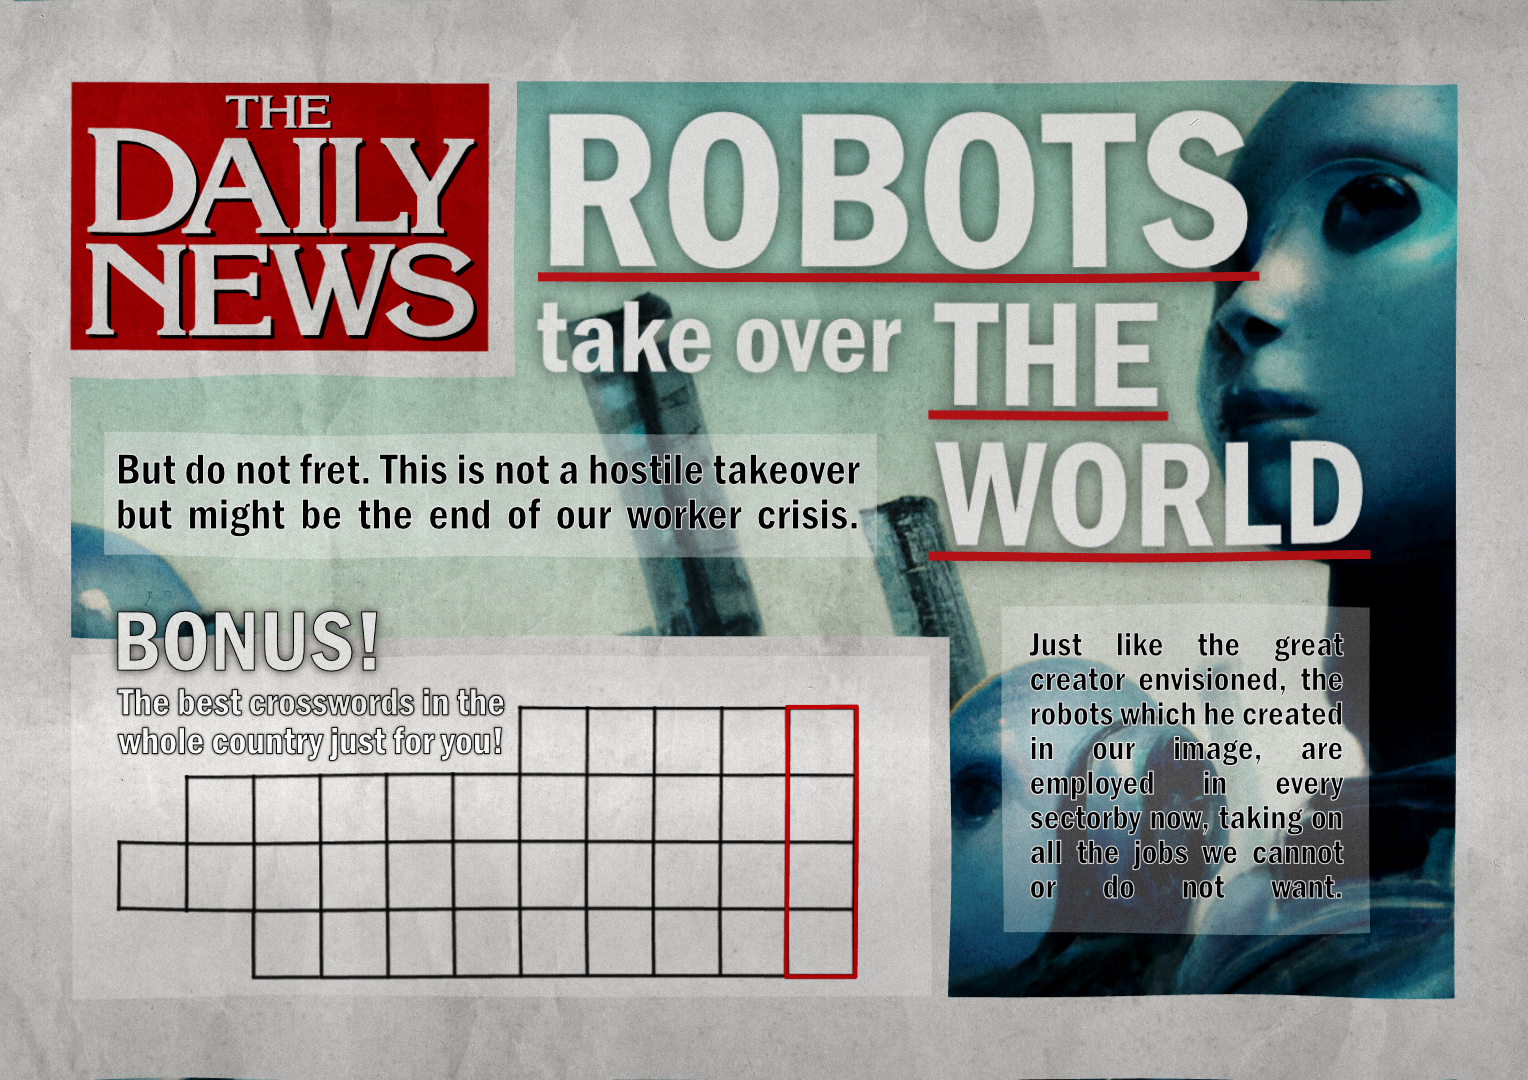 THE
DAILY
NEWS
ROBOTS
take over THE
WORLD
But do not fret. This is not a hostile takeover
but might be the end of our worker crisis.
BONUS!
The best crosswords in the
whole country just for you!
Just like the great
creator envisioned, the
robots which he created
in our image, are
employed in every
sectorby now, taking on
all the jobs we cannot
or do not want.